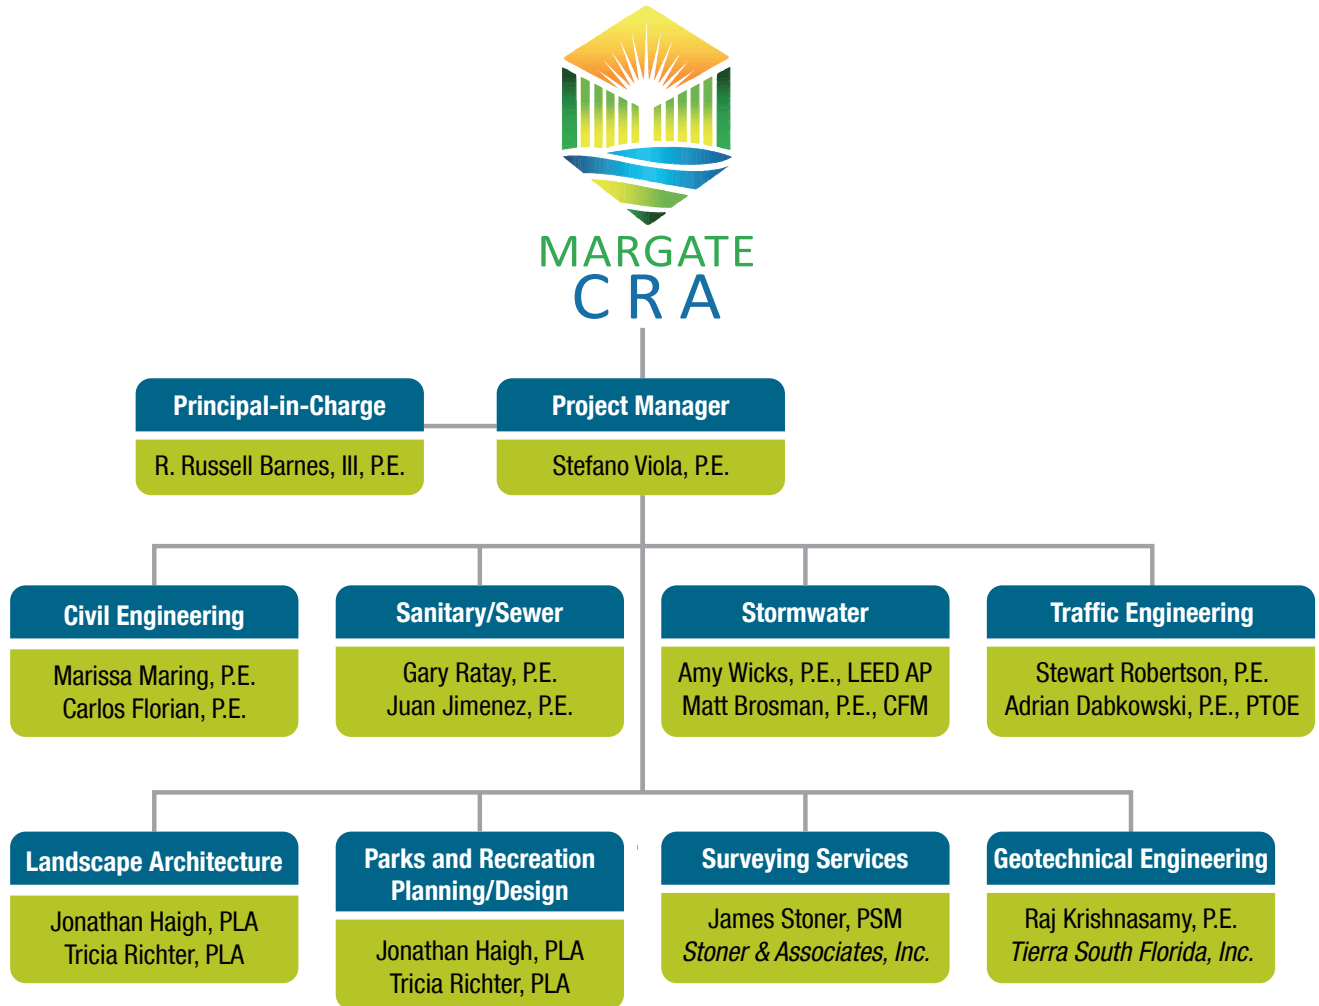 MARGATE
CRA
Principal-in-Charge
R. Russell Barnes, III, P.E.
Project Manager
Stefano Viola, P.E.
Civil Engineering
Marissa Maring, P.E.
Carlos Florian, P.E.
Sanitary/Sewer
Gary Ratay, P.E.
Juan Jimenez, P.E.
Stormwater
Amy Wicks, P.E., LEED AP
Matt Brosman, P.E., CFM
Traffic Engineering
Stewart Robertson, P.E.
Adrian Dabkowski, P.E., PTOE
Landscape Architecture
Jonathan Haigh, PLA
Tricia Richter, PLA
Parks and Recreation
Planning/Design
Jonathan Haigh, PLA
Tricia Richter, PLA
Surveying Services
James Stoner, PSM
Stoner & Associates, Inc.
Geotechnical Engineering
Raj Krishnasamy, P.E.
Tierra South Florida, Inc.